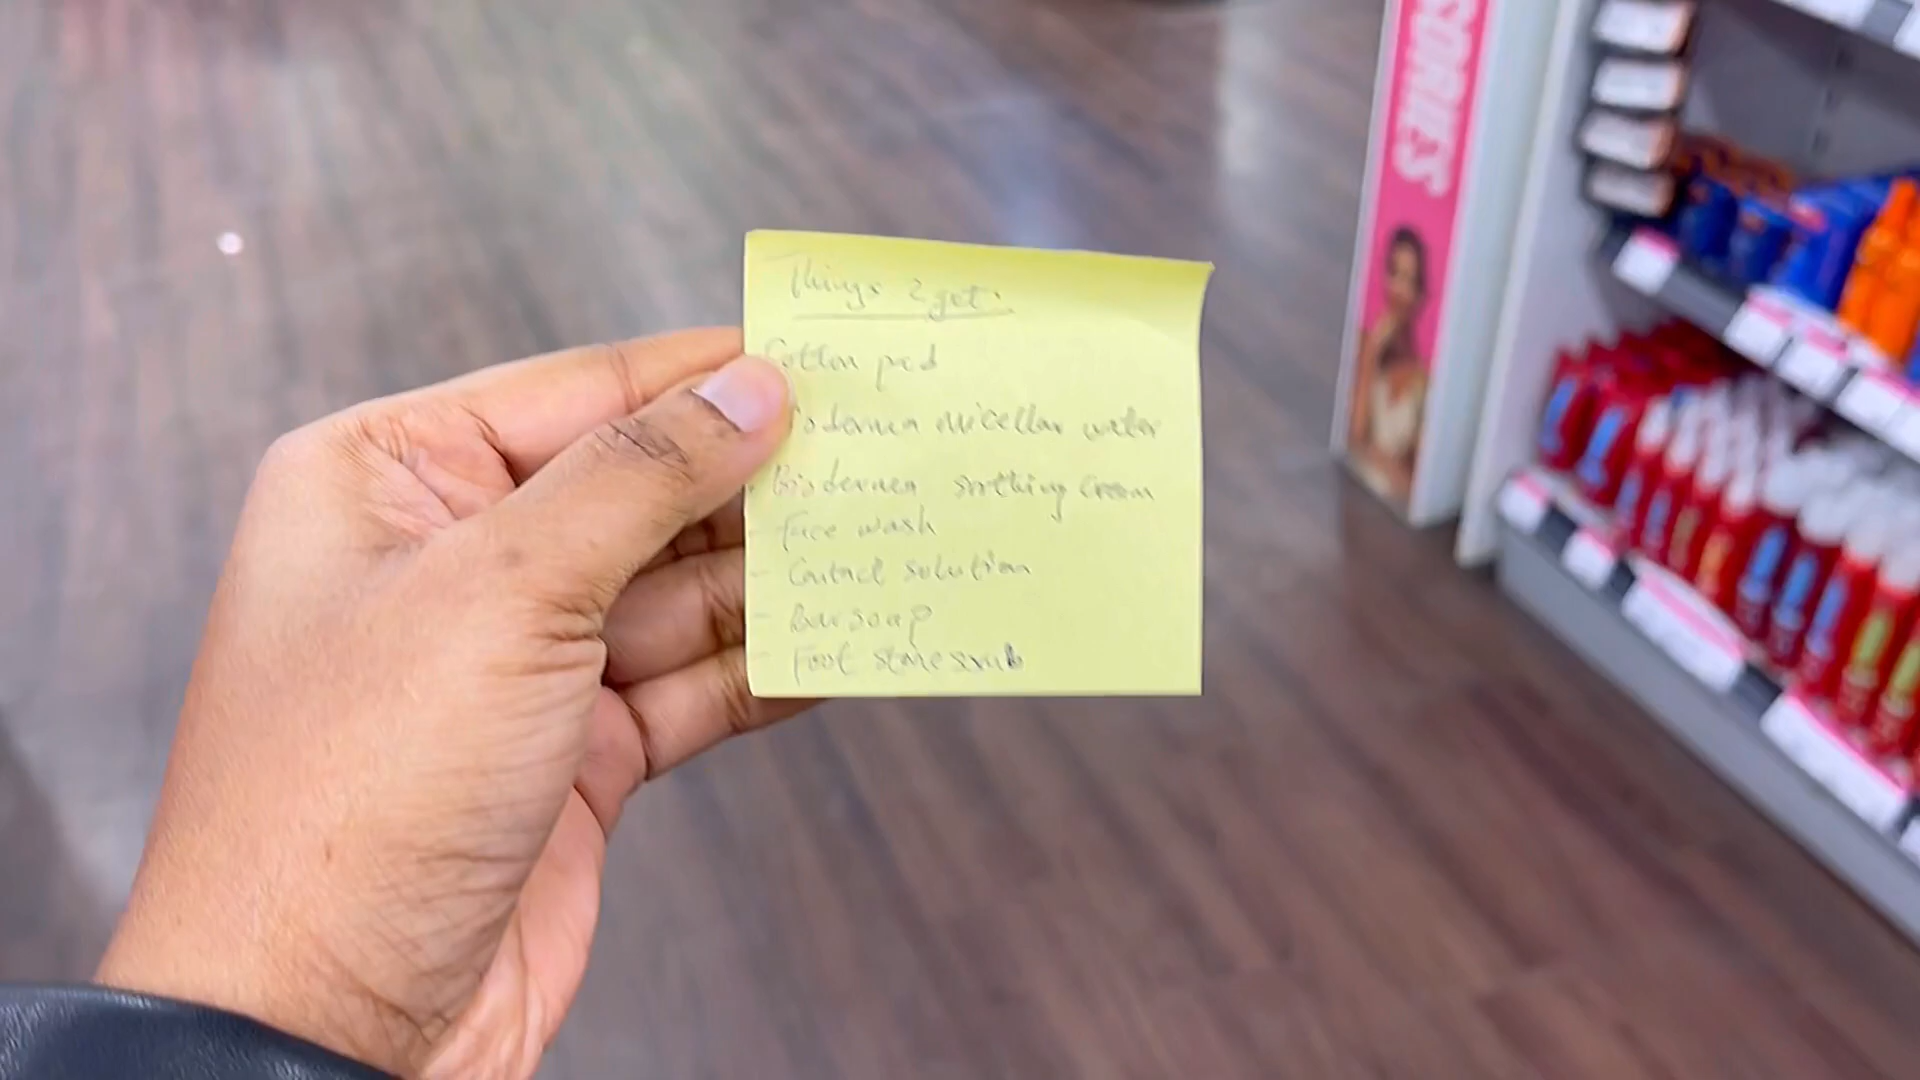 Things 2 get:
Cotton pad
Bioderma micellar water
- Bioderma soothing cream
- face wash
- Contact solution
- Bar soap
- Foot stone scrub
SORIES